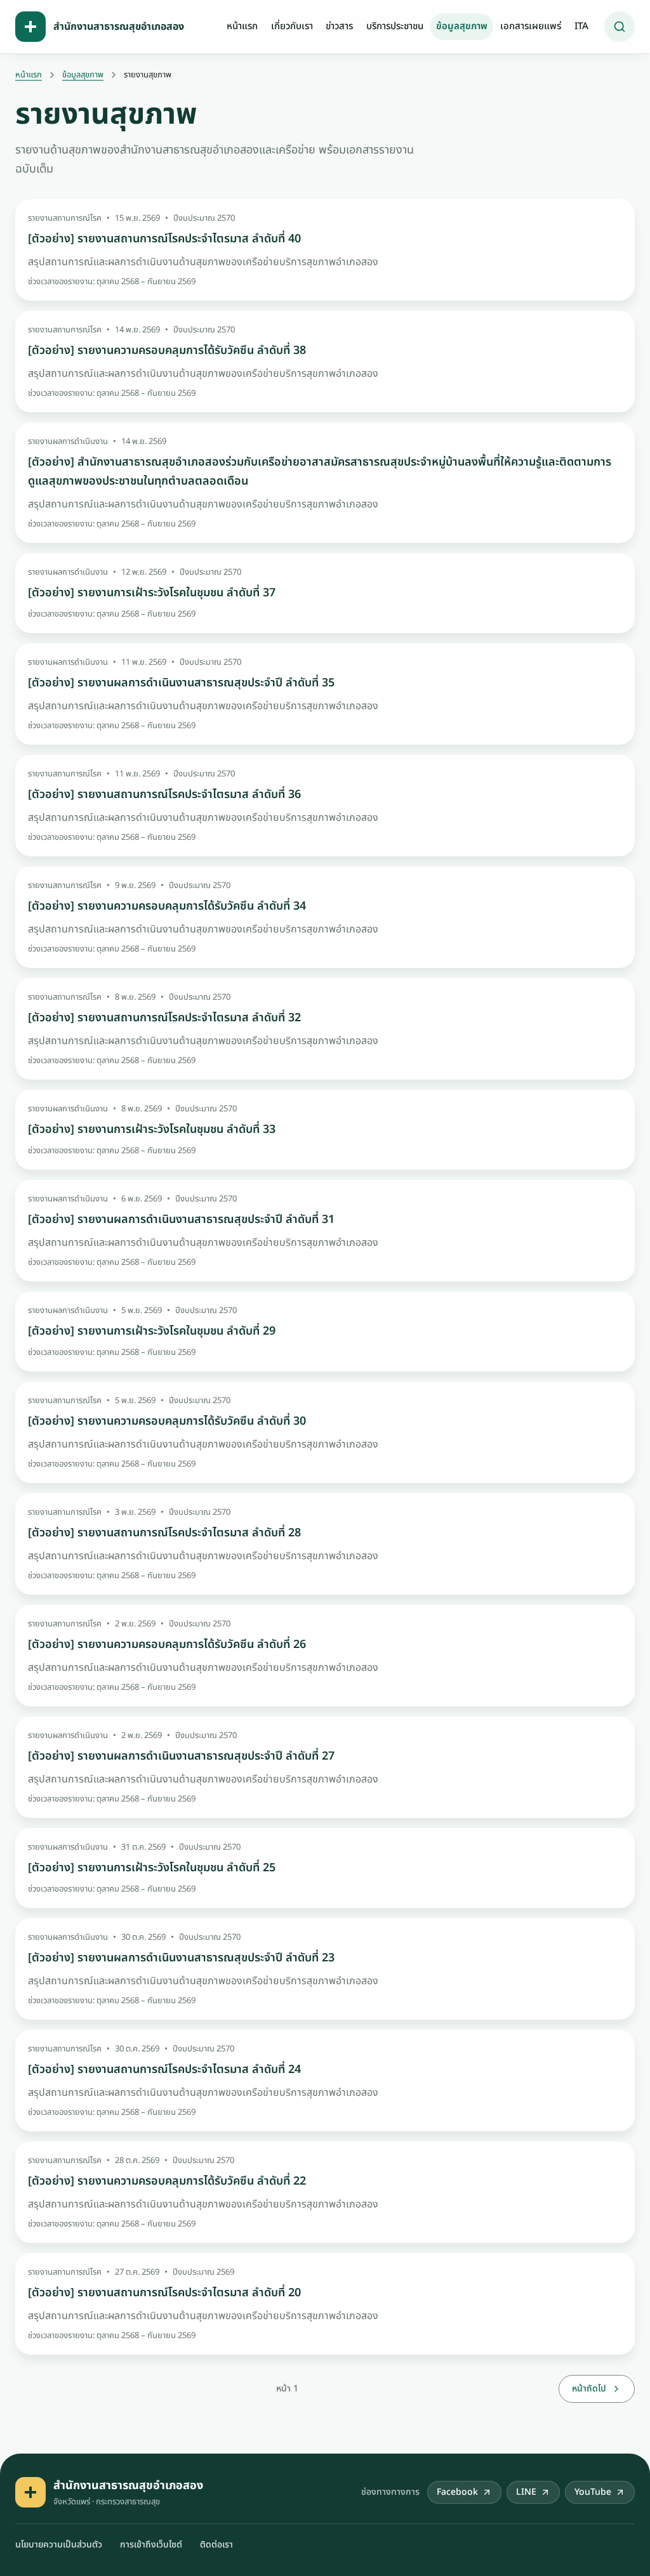 สำนักงานสาธารณสุขอำเภอสอง
หน้าแรก เกี่ยวกับเรา ข่าวสาร บริการประชาชน ข้อมูลสุขภาพ เอกสารเผยแพร่ ITA
หน้าแรก > ข้อมูลสุขภาพ > รายงานสุขภาพ
รายงานสุขภาพ
รายงานด้านสุขภาพของสำนักงานสาธารณสุขอำเภอสองและเครือข่าย พร้อมเอกสารรายงาน
ฉบับเต็ม
รายงานสถานการณ์โรค • 15 พ.ย. 2569 • ปีงบประมาณ 2570
[ตัวอย่าง] รายงานสถานการณ์โรคประจำไตรมาส ลำดับที่ 40
สรุปสถานการณ์และผลการดำเนินงานด้านสุขภาพของเครือข่ายบริการสุขภาพอำเภอสอง
ช่วงเวลาของรายงาน: ตุลาคม 2568 – กันยายน 2569
รายงานสถานการณ์โรค • 14 พ.ย. 2569 • ปีงบประมาณ 2570
[ตัวอย่าง] รายงานความครอบคลุมการได้รับวัคซีน ลำดับที่ 38
สรุปสถานการณ์และผลการดำเนินงานด้านสุขภาพของเครือข่ายบริการสุขภาพอำเภอสอง
ช่วงเวลาของรายงาน: ตุลาคม 2568 – กันยายน 2569
รายงานผลการดำเนินงาน • 14 พ.ย. 2569
[ตัวอย่าง] สำนักงานสาธารณสุขอำเภอสองร่วมกับเครือข่ายอาสาสมัครสาธารณสุขประจำหมู่บ้านลงพื้นที่ให้ความรู้และติดตามการ
ดูแลสุขภาพของประชาชนในทุกตำบลตลอดเดือน
สรุปสถานการณ์และผลการดำเนินงานด้านสุขภาพของเครือข่ายบริการสุขภาพอำเภอสอง
ช่วงเวลาของรายงาน: ตุลาคม 2568 – กันยายน 2569
รายงานผลการดำเนินงาน • 12 พ.ย. 2569 • ปีงบประมาณ 2570
[ตัวอย่าง] รายงานการเฝ้าระวังโรคในชุมชน ลำดับที่ 37
ช่วงเวลาของรายงาน: ตุลาคม 2568 – กันยายน 2569
รายงานผลการดำเนินงาน • 11 พ.ย. 2569 • ปีงบประมาณ 2570
[ตัวอย่าง] รายงานผลการดำเนินงานสาธารณสุขประจำปี ลำดับที่ 35
สรุปสถานการณ์และผลการดำเนินงานด้านสุขภาพของเครือข่ายบริการสุขภาพอำเภอสอง
ช่วงเวลาของรายงาน: ตุลาคม 2568 – กันยายน 2569
รายงานสถานการณ์โรค • 11 พ.ย. 2569 • ปีงบประมาณ 2570
[ตัวอย่าง] รายงานสถานการณ์โรคประจำไตรมาส ลำดับที่ 36
สรุปสถานการณ์และผลการดำเนินงานด้านสุขภาพของเครือข่ายบริการสุขภาพอำเภอสอง
ช่วงเวลาของรายงาน: ตุลาคม 2568 – กันยายน 2569
รายงานสถานการณ์โรค • 9 พ.ย. 2569 • ปีงบประมาณ 2570
[ตัวอย่าง] รายงานความครอบคลุมการได้รับวัคซีน ลำดับที่ 34
สรุปสถานการณ์และผลการดำเนินงานด้านสุขภาพของเครือข่ายบริการสุขภาพอำเภอสอง
ช่วงเวลาของรายงาน: ตุลาคม 2568 – กันยายน 2569
รายงานสถานการณ์โรค • 8 พ.ย. 2569 • ปีงบประมาณ 2570
[ตัวอย่าง] รายงานสถานการณ์โรคประจำไตรมาส ลำดับที่ 32
สรุปสถานการณ์และผลการดำเนินงานด้านสุขภาพของเครือข่ายบริการสุขภาพอำเภอสอง
ช่วงเวลาของรายงาน: ตุลาคม 2568 – กันยายน 2569
รายงานผลการดำเนินงาน • 8 พ.ย. 2569 • ปีงบประมาณ 2570
[ตัวอย่าง] รายงานการเฝ้าระวังโรคในชุมชน ลำดับที่ 33
ช่วงเวลาของรายงาน: ตุลาคม 2568 – กันยายน 2569
รายงานผลการดำเนินงาน • 6 พ.ย. 2569 • ปีงบประมาณ 2570
[ตัวอย่าง] รายงานผลการดำเนินงานสาธารณสุขประจำปี ลำดับที่ 31
สรุปสถานการณ์และผลการดำเนินงานด้านสุขภาพของเครือข่ายบริการสุขภาพอำเภอสอง
ช่วงเวลาของรายงาน: ตุลาคม 2568 – กันยายน 2569
รายงานผลการดำเนินงาน • 5 พ.ย. 2569 • ปีงบประมาณ 2570
[ตัวอย่าง] รายงานการเฝ้าระวังโรคในชุมชน ลำดับที่ 29
ช่วงเวลาของรายงาน: ตุลาคม 2568 – กันยายน 2569
รายงานสถานการณ์โรค • 5 พ.ย. 2569 • ปีงบประมาณ 2570
[ตัวอย่าง] รายงานความครอบคลุมการได้รับวัคซีน ลำดับที่ 30
สรุปสถานการณ์และผลการดำเนินงานด้านสุขภาพของเครือข่ายบริการสุขภาพอำเภอสอง
ช่วงเวลาของรายงาน: ตุลาคม 2568 – กันยายน 2569
รายงานสถานการณ์โรค • 3 พ.ย. 2569 • ปีงบประมาณ 2570
[ตัวอย่าง] รายงานสถานการณ์โรคประจำไตรมาส ลำดับที่ 28
สรุปสถานการณ์และผลการดำเนินงานด้านสุขภาพของเครือข่ายบริการสุขภาพอำเภอสอง
ช่วงเวลาของรายงาน: ตุลาคม 2568 – กันยายน 2569
รายงานสถานการณ์โรค • 2 พ.ย. 2569 • ปีงบประมาณ 2570
[ตัวอย่าง] รายงานความครอบคลุมการได้รับวัคซีน ลำดับที่ 26
สรุปสถานการณ์และผลการดำเนินงานด้านสุขภาพของเครือข่ายบริการสุขภาพอำเภอสอง
ช่วงเวลาของรายงาน: ตุลาคม 2568 – กันยายน 2569
รายงานผลการดำเนินงาน • 2 พ.ย. 2569 • ปีงบประมาณ 2570
[ตัวอย่าง] รายงานผลการดำเนินงานสาธารณสุขประจำปี ลำดับที่ 27
สรุปสถานการณ์และผลการดำเนินงานด้านสุขภาพของเครือข่ายบริการสุขภาพอำเภอสอง
ช่วงเวลาของรายงาน: ตุลาคม 2568 – กันยายน 2569
รายงานผลการดำเนินงาน • 31 ต.ค. 2569 • ปีงบประมาณ 2570
[ตัวอย่าง] รายงานการเฝ้าระวังโรคในชุมชน ลำดับที่ 25
ช่วงเวลาของรายงาน: ตุลาคม 2568 – กันยายน 2569
รายงานผลการดำเนินงาน • 30 ต.ค. 2569 • ปีงบประมาณ 2570
[ตัวอย่าง] รายงานผลการดำเนินงานสาธารณสุขประจำปี ลำดับที่ 23
สรุปสถานการณ์และผลการดำเนินงานด้านสุขภาพของเครือข่ายบริการสุขภาพอำเภอสอง
ช่วงเวลาของรายงาน: ตุลาคม 2568 – กันยายน 2569
รายงานสถานการณ์โรค • 30 ต.ค. 2569 • ปีงบประมาณ 2570
[ตัวอย่าง] รายงานสถานการณ์โรคประจำไตรมาส ลำดับที่ 24
สรุปสถานการณ์และผลการดำเนินงานด้านสุขภาพของเครือข่ายบริการสุขภาพอำเภอสอง
ช่วงเวลาของรายงาน: ตุลาคม 2568 – กันยายน 2569
รายงานสถานการณ์โรค • 28 ต.ค. 2569 • ปีงบประมาณ 2570
[ตัวอย่าง] รายงานความครอบคลุมการได้รับวัคซีน ลำดับที่ 22
สรุปสถานการณ์และผลการดำเนินงานด้านสุขภาพของเครือข่ายบริการสุขภาพอำเภอสอง
ช่วงเวลาของรายงาน: ตุลาคม 2568 – กันยายน 2569
รายงานสถานการณ์โรค • 27 ต.ค. 2569 • ปีงบประมาณ 2569
[ตัวอย่าง] รายงานสถานการณ์โรคประจำไตรมาส ลำดับที่ 20
สรุปสถานการณ์และผลการดำเนินงานด้านสุขภาพของเครือข่ายบริการสุขภาพอำเภอสอง
ช่วงเวลาของรายงาน: ตุลาคม 2568 – กันยายน 2569
หน้า 1 หน้าถัดไป
สำนักงานสาธารณสุขอำเภอสอง
จังหวัดแพร่ · กระทรวงสาธารณสุข
ช่องทางทางการ Facebook LINE YouTube
นโยบายความเป็นส่วนตัว การเข้าถึงเว็บไซต์ ติดต่อเรา